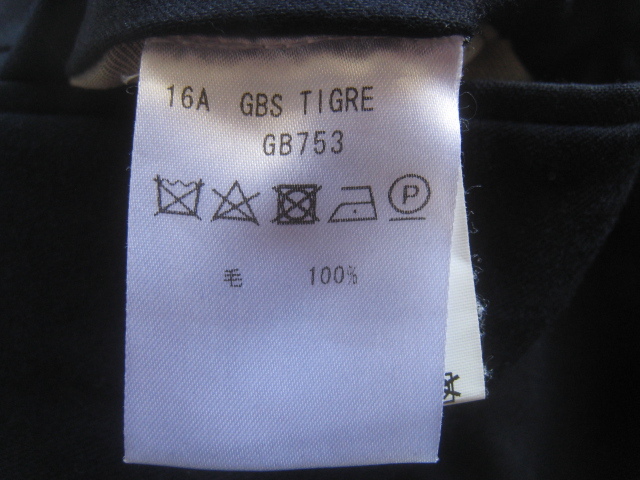 16A GBS TIGRE
GB753
P
毛 100%